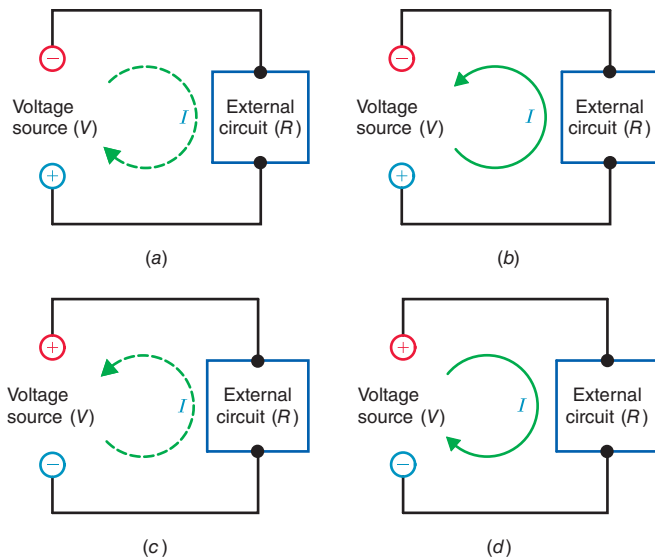 −
Voltage
source (V)
+
I
External
circuit (R)
(a)
−
Voltage
source (V)
+
I
External
circuit (R)
(b)
+
Voltage
source (V)
−
I
External
circuit (R)
(c)
+
Voltage
source (V)
−
I
External
circuit (R)
(d)